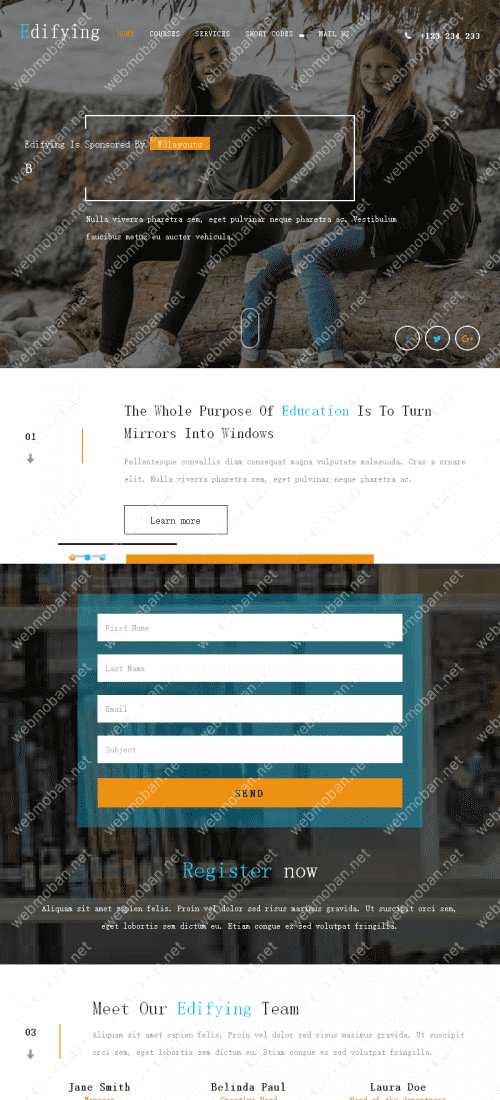 Edifying
HOME COURSES SERVICES SHORT CODES MAIL US
+123 234 233
Edifying Is Sponsored By W3layouts
B
Nulla viverra pharetra sem, eget pulvinar neque pharetra ac. Vestibulum
faucibus metus eu auctor vehicula.
G+
01
The Whole Purpose Of Education Is To Turn
Mirrors Into Windows
Pellentesque convallis diam consequat magna vulputate malesuada. Cras a ornare
elit. Nulla viverra pharetra sem, eget pulvinar neque pharetra ac.
Learn more
First Name
Last Name
Email
Subject
SEND
Register now
Aliquam sit amet sapien felis. Proin vel dolor sed risus maximus gravida. Ut suscipit orci sem,
eget lobortis sem dictum eu. Etiam congue ex sed volutpat fringilla.
03
Meet Our Edifying Team
Aliquam sit amet sapien felis. Proin vel dolor sed risus maximus gravida. Ut suscipit
orci sem, eget lobortis sem dictum eu. Etiam congue ex sed volutpat fringilla.
Jane Smith Belinda Paul Laura Doe
webmoban.net